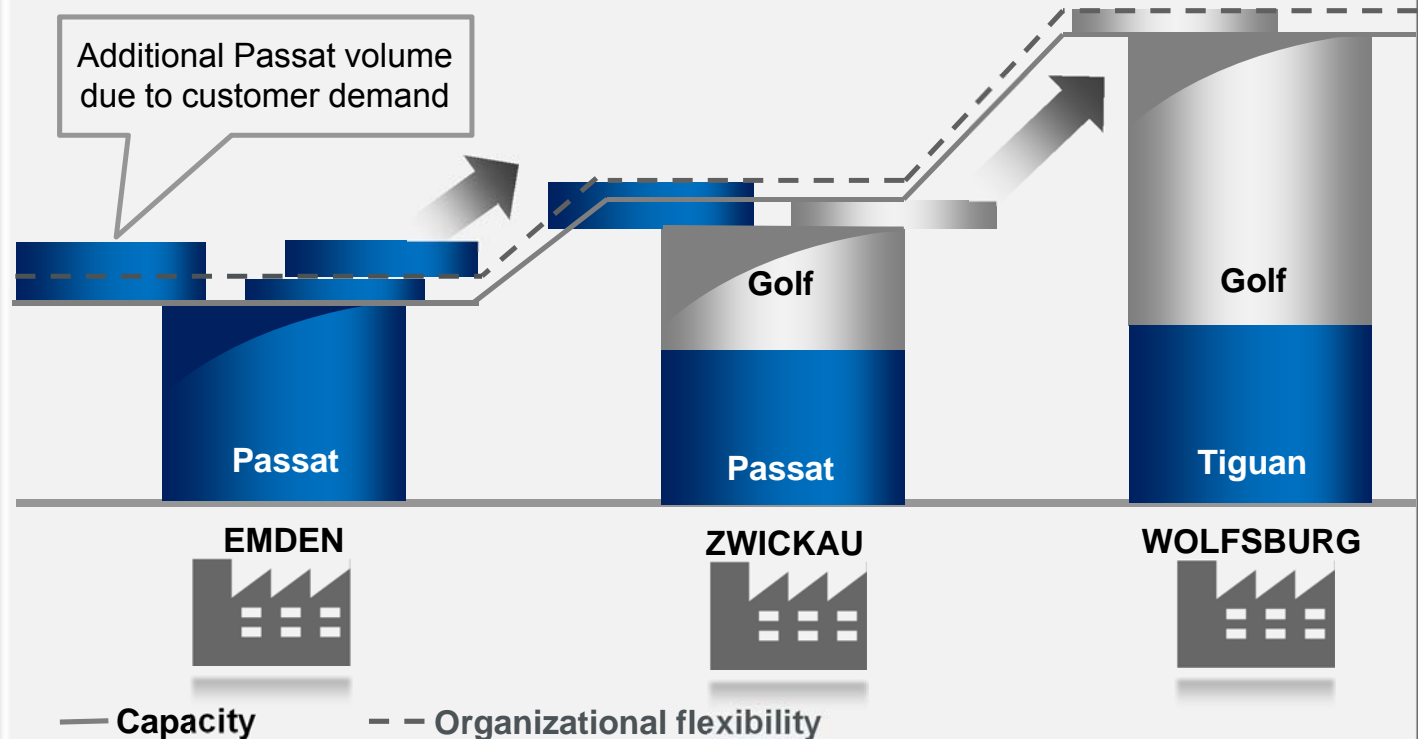 Additional Passat volume
due to customer demand
Golf
Golf
Passat
Passat
Tiguan
EMDEN
ZWICKAU
WOLFSBURG
Capacity
Organizational flexibility